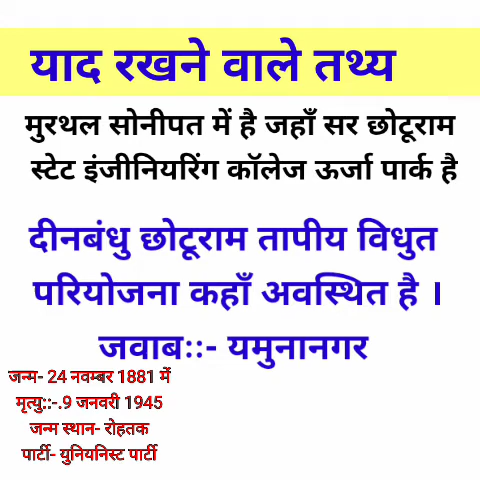 याद रखने वाले तथ्य
मुरथल सोनीपत में है जहाँ सर छोटूराम
स्टेट इंजीनियरिंग कॉलेज ऊर्जा पार्क है
दीनबंधु छोटूराम तापीय विधुत
परियोजना कहाँ अवस्थित है ।
जवाब::- यमुनानगर
जन्म- 24 नवम्बर 1881 में
मृत्यु::-.9 जनवरी 1945
जन्म स्थान- रोहतक
पार्टी- युनियनिस्ट पार्टी